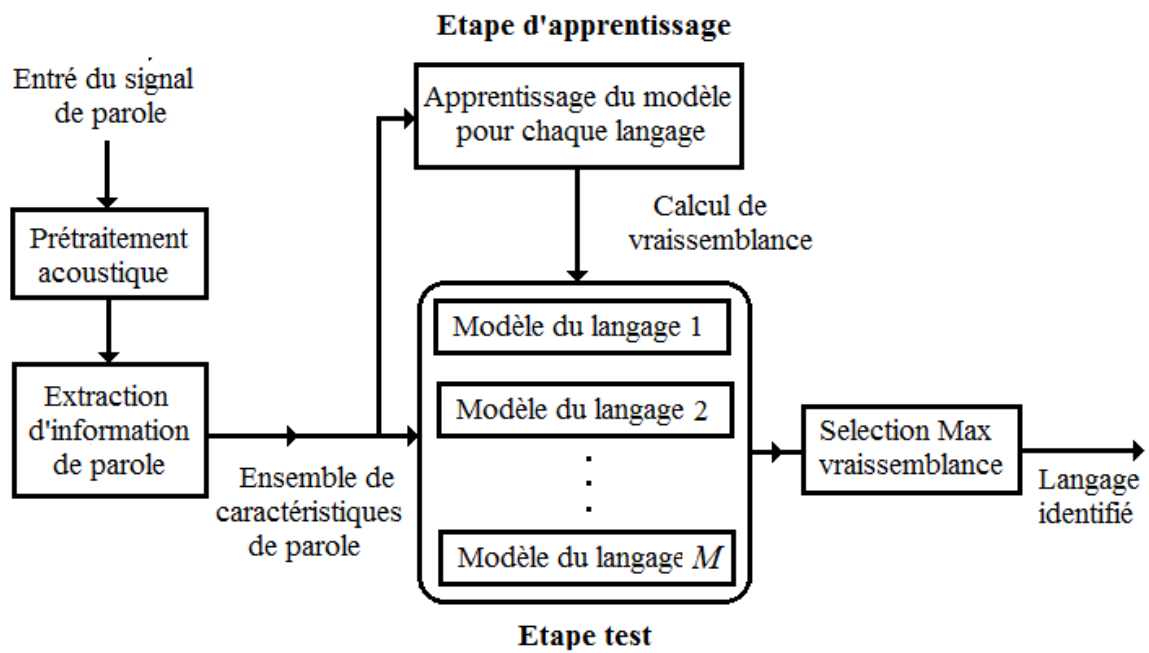 Etape d'apprentissage
Entré du signal
de parole
Apprentissage du modèle
pour chaque langage
Calcul de
vraissemblance
Prétraitement
acoustique
Modèle du langage 1
Extraction
d'information
de parole
Modèle du langage 2
Selection Max
vraissemblance
Ensemble de
caractéristiques
de parole
Langage
identifié
Modèle du langage M
Etape test